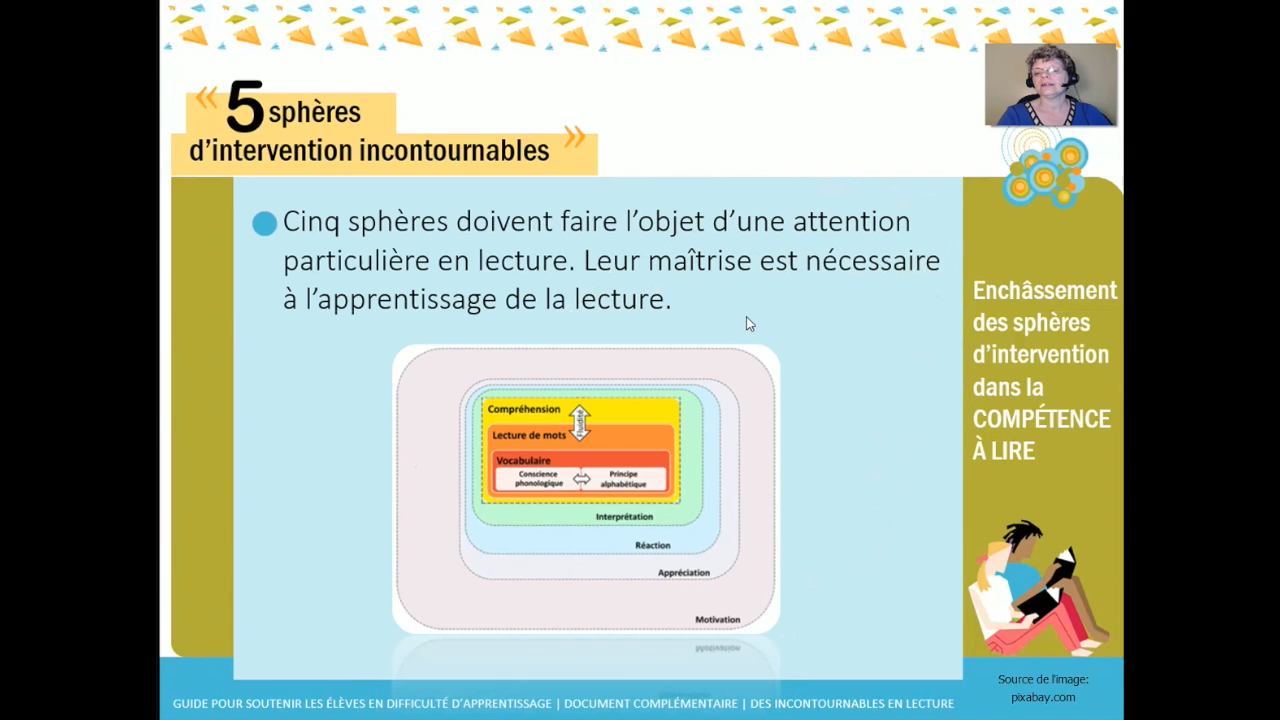 « 5 sphères
d’intervention incontournables »
Cinq sphères doivent faire l’objet d’une attention
particulière en lecture. Leur maîtrise est nécessaire
à l’apprentissage de la lecture.
Compréhension
Fluidité
Lecture de mots
Vocabulaire
Conscience
phonologique
Principe
alphabétique
Interprétation
Réaction
Appréciation
Motivation
Enchâssement
des sphères
d’intervention
dans la
COMPÉTENCE
À LIRE
Source de l’image:
pixabay.com
GUIDE POUR SOUTENIR LES ÉLÈVES EN DIFFICULTÉ D’APPRENTISSAGE | DOCUMENT COMPLÉMENTAIRE | DES INCONTOURNABLES EN LECTURE